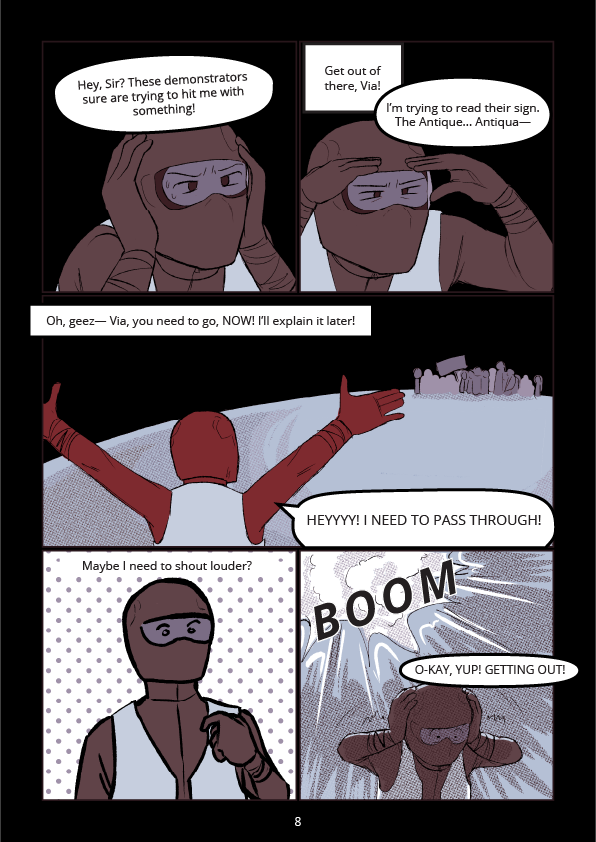 Hey, Sir? These demonstrators
sure are trying to hit me with
something!
Get out of
there, Via!
I'm trying to read their sign.
The Antique... Antiqua—
Oh, geez— Via, you need to go, NOW! I'll explain it later!
HEYYYY! I NEED TO PASS THROUGH!
Maybe I need to shout louder?
BOOM
O-KAY, YUP! GETTING OUT!
8